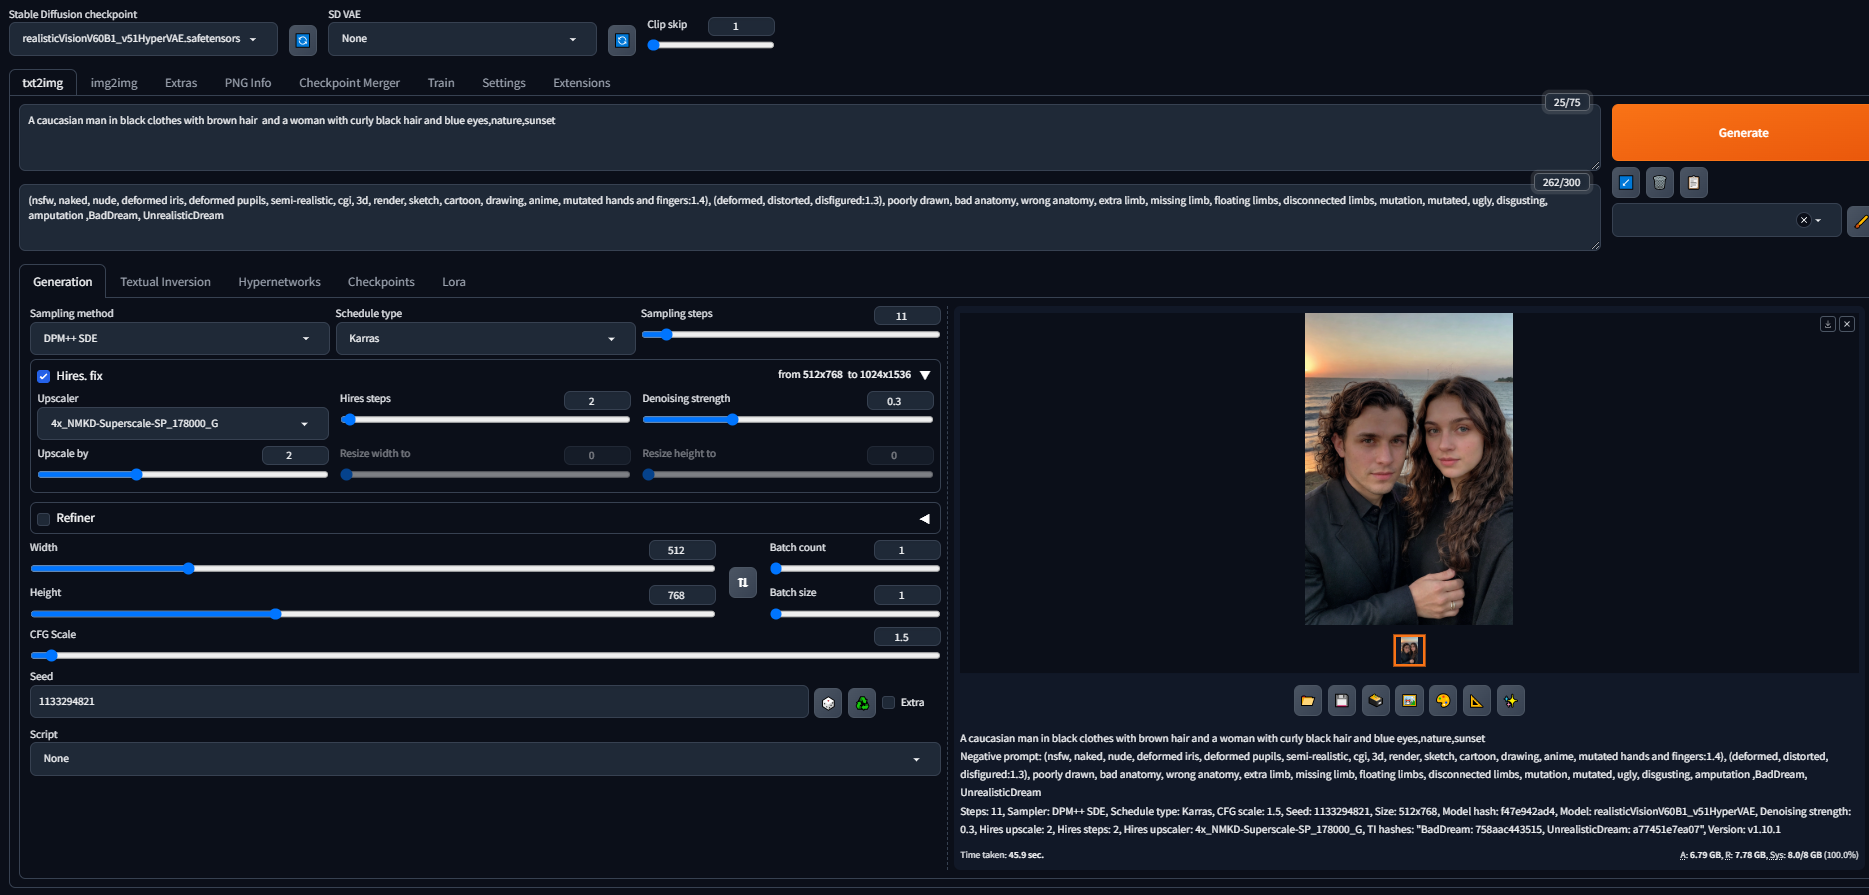 Stable Diffusion checkpoint
realisticVisionV60B1_v51HyperVAE.safetensors
SD VAE
None
Clip skip
1
txt2img
img2img
Extras
PNG Info
Checkpoint Merger
Train
Settings
Extensions
25/75
A caucasian man in black clothes with brown hair  and a woman with curly black hair and blue eyes,nature,sunset
Generate
262/300
(nsfw, naked, nude, deformed iris, deformed pupils, semi-realistic, cgi, 3d, render, sketch, cartoon, drawing, anime, mutated hands and fingers:1.4), (deformed, distorted, disfigured:1.3), poorly drawn, bad anatomy, wrong anatomy, extra limb, missing limb, floating limbs, disconnected limbs, mutation, mutated, ugly, disgusting,
amputation ,BadDream, UnrealisticDream
Generation
Textual Inversion
Hypernetworks
Checkpoints
Lora
Sampling method
DPM++ SDE
Schedule type
Karras
Sampling steps
11
Hires. fix
from 512x768  to 1024x1536
Upscaler
4x_NMKD-Superscale-SP_178000_G
Hires steps
2
Denoising strength
0.3
Upscale by
2
Resize width to
0
Resize height to
0
Refiner
Width
512
Height
768
Batch count
1
Batch size
1
CFG Scale
1.5
Seed
1133294821
Extra
Script
None
A caucasian man in black clothes with brown hair and a woman with curly black hair and blue eyes,nature,sunset
Negative prompt: (nsfw, naked, nude, deformed iris, deformed pupils, semi-realistic, cgi, 3d, render, sketch, cartoon, drawing, anime, mutated hands and fingers:1.4), (deformed, distorted,
disfigured:1.3), poorly drawn, bad anatomy, wrong anatomy, extra limb, missing limb, floating limbs, disconnected limbs, mutation, mutated, ugly, disgusting, amputation ,BadDream,
UnrealisticDream
Steps: 11, Sampler: DPM++ SDE, Schedule type: Karras, CFG scale: 1.5, Seed: 1133294821, Size: 512x768, Model hash: f47e942ad4, Model: realisticVisionV60B1_v51HyperVAE, Denoising strength:
0.3, Hires upscale: 2, Hires steps: 2, Hires upscaler: 4x_NMKD-Superscale-SP_178000_G, TI hashes: "BadDream: 758aac443515, UnrealisticDream: a77451e7ea07", Version: v1.10.1
Time taken: 45.9 sec.
A: 6.79 GB, R: 7.78 GB, Sys: 8.0/8 GB (100.0%)